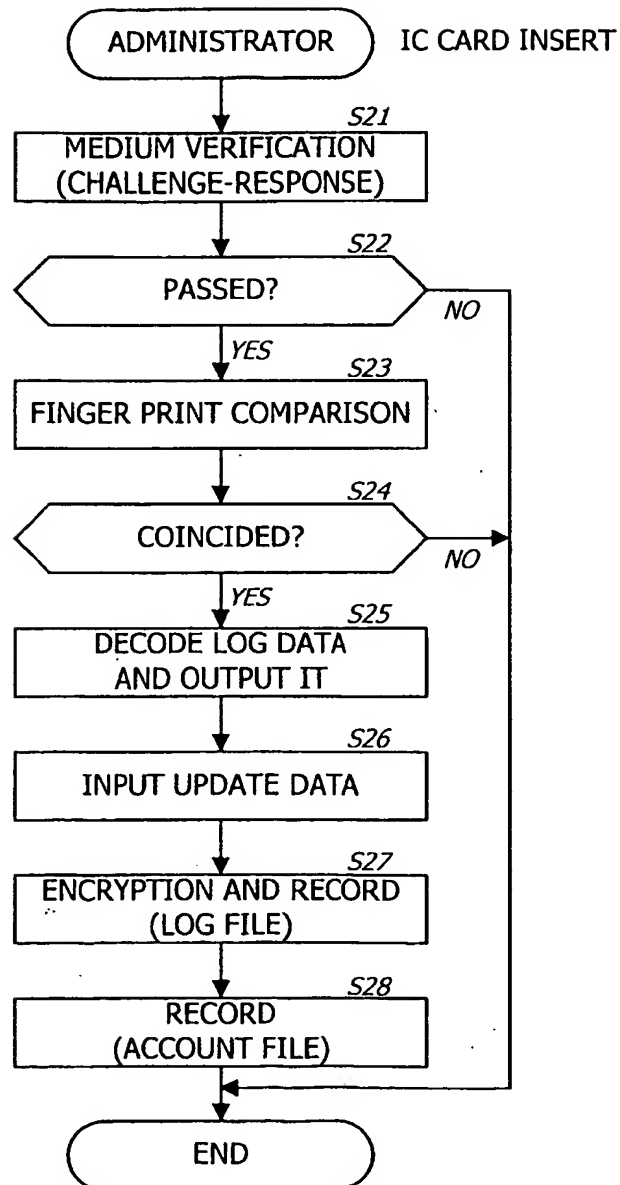 ADMINISTRATOR IC CARD INSERT
S21
MEDIUM VERIFICATION
(CHALLENGE-RESPONSE)
S22
PASSED?
NO
YES
S23
FINGER PRINT COMPARISON
S24
COINCIDED?
NO
YES
S25
DECODE LOG DATA
AND OUTPUT IT
S26
INPUT UPDATE DATA
S27
ENCRYPTION AND RECORD
(LOG FILE)
S28
RECORD
(ACCOUNT FILE)
END